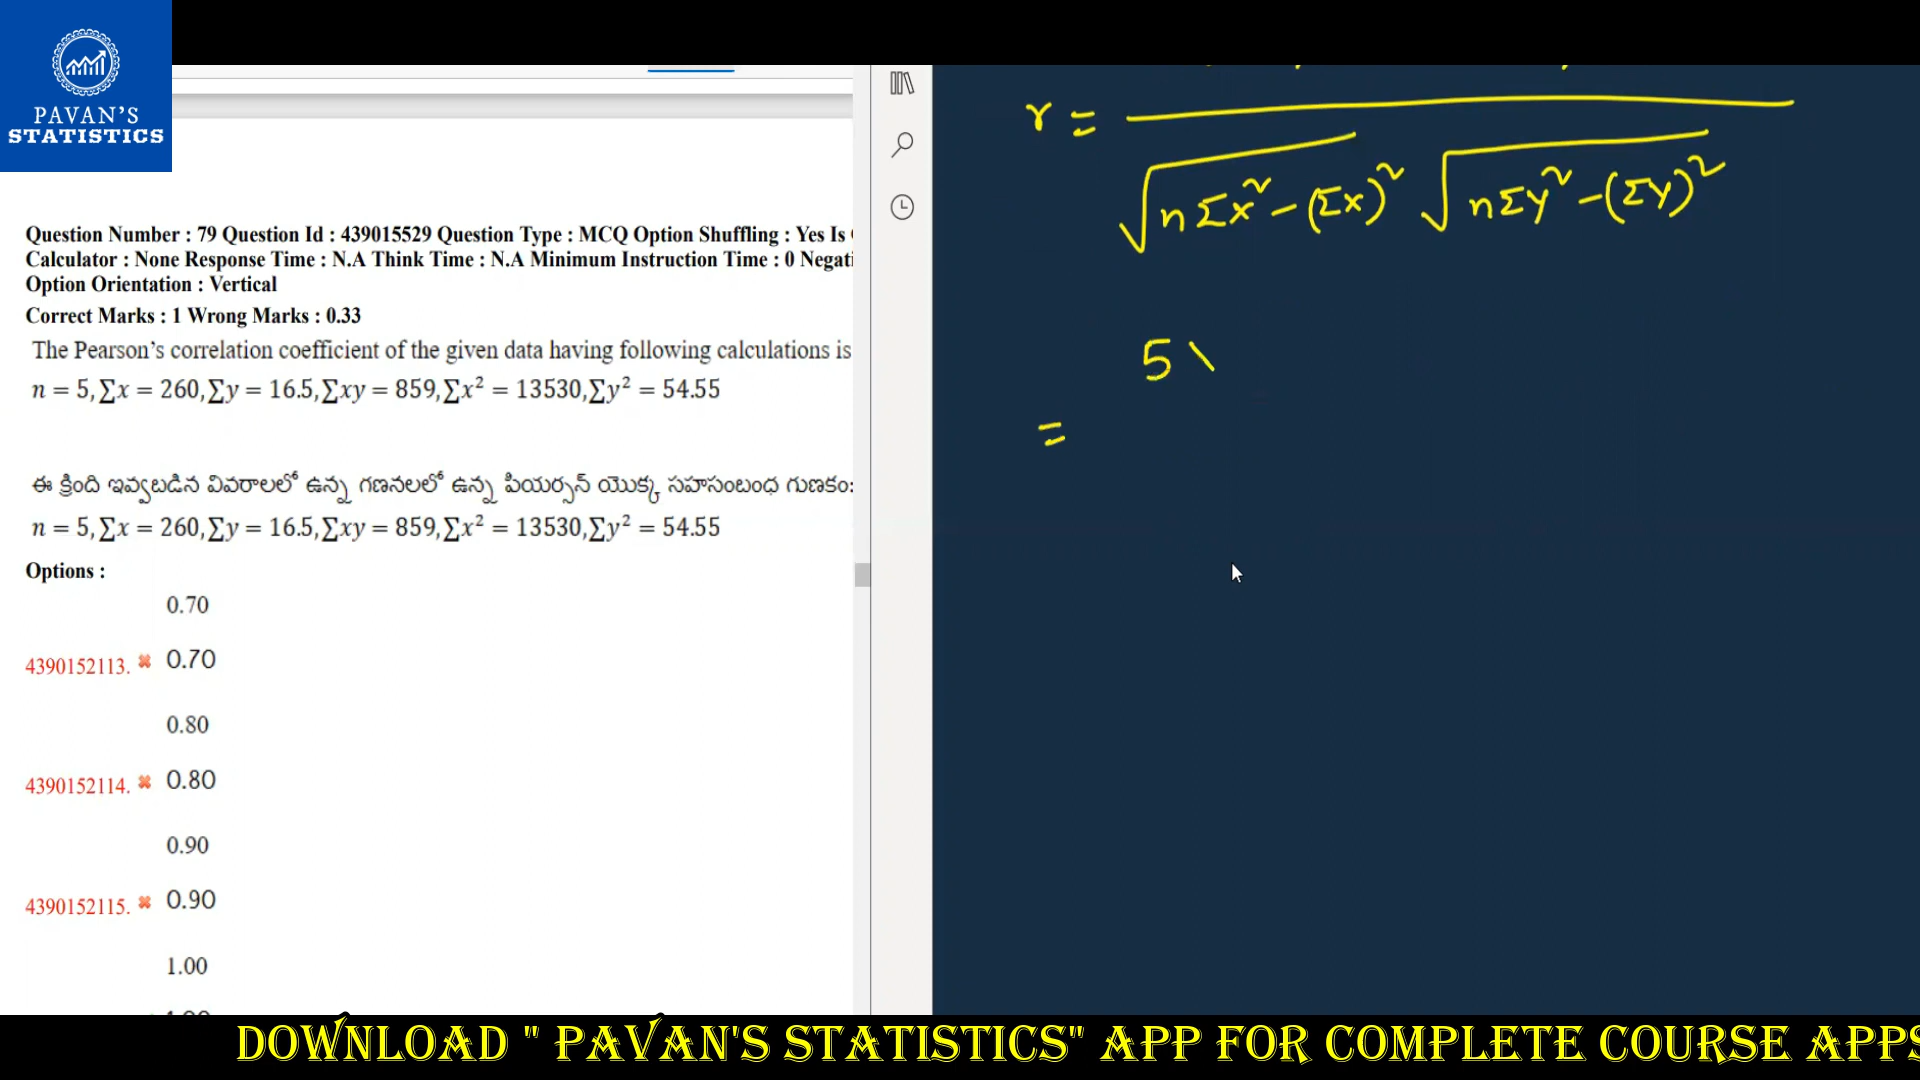 PAVAN'S
STATISTICS
Question Number : 79 Question Id : 439015529 Question Type : MCQ Option Shuffling : Yes Is
Calculator : None Response Time : N.A Think Time : N.A Minimum Instruction Time : 0 Negati
Option Orientation : Vertical
Correct Marks : 1 Wrong Marks : 0.33
The Pearson's correlation coefficient of the given data having following calculations is
n = 5, ∑x = 260, ∑y = 16.5, ∑xy = 859, ∑x² = 13530, ∑y² = 54.55
ఈ క్రింది ఇవ్వబడిన వివరాలలో ఉన్న గణనలలో ఉన్న పియర్సన్ యొక్క సహసంబంధ గుణకం:
n = 5, ∑x = 260, ∑y = 16.5, ∑xy = 859, ∑x² = 13530, ∑y² = 54.55
Options :
0.70
4390152113. ✖ 0.70
0.80
4390152114. ✖ 0.80
0.90
4390152115. ✖ 0.90
1.00
r =
√nΣx² - (Σx)² √nΣy² - (Σy)²
5
=
DOWNLOAD " PAVAN'S STATISTICS" APP FOR COMPLETE COURSE APPS